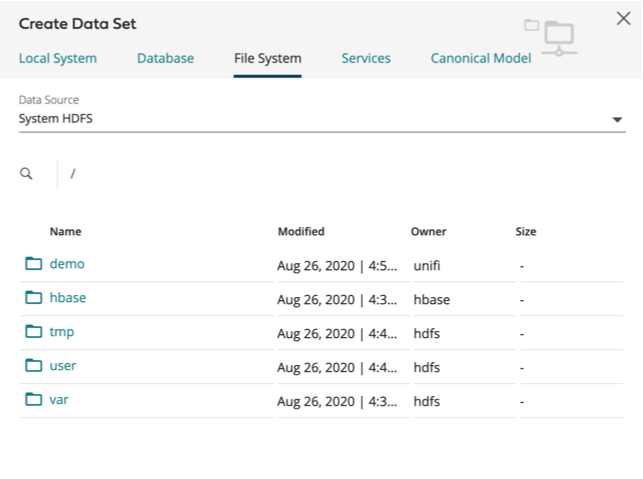 Create Data Set
Local System Database File System Services Canonical Model
Data Source
System HDFS
/
Name Modified Owner Size
demo Aug 26, 2020 | 4:5... unifi -
hbase Aug 26, 2020 | 4:3... hbase -
tmp Aug 26, 2020 | 4:4... hdfs -
user Aug 26, 2020 | 4:4... hdfs -
var Aug 26, 2020 | 4:3... hdfs -